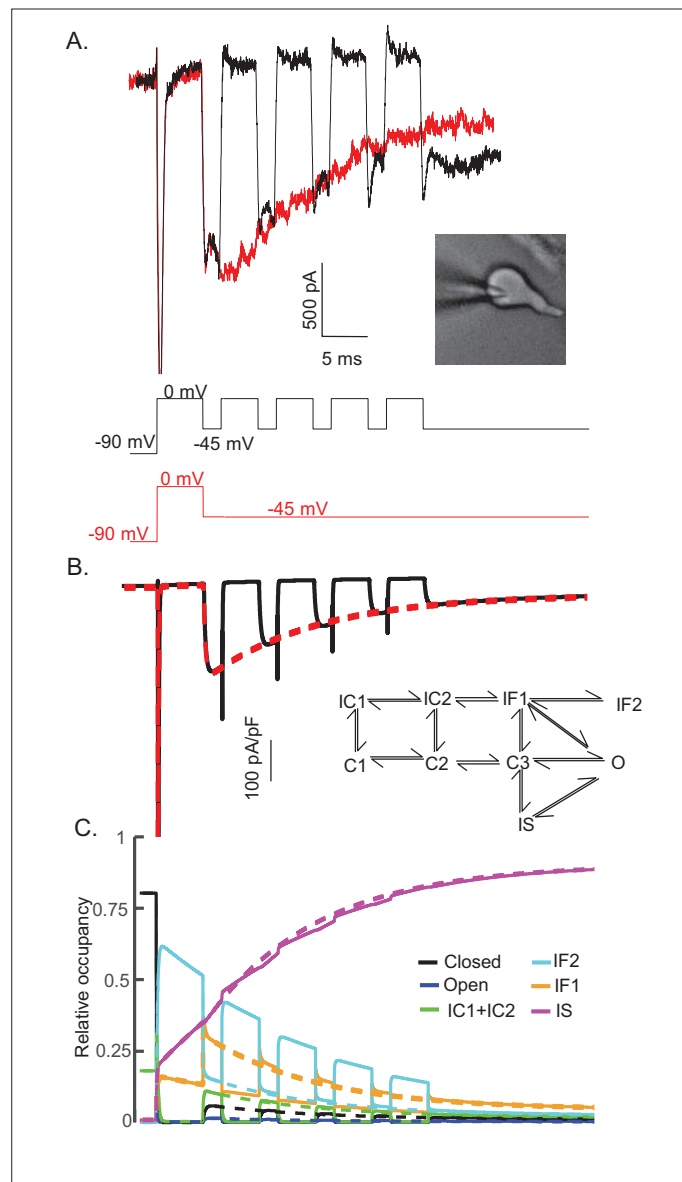 A.
500 pA
5 ms
0 mV
-90 mV
-45 mV
0 mV
-45 mV
-90 mV
B.
100 pA/pF
IC1 IC2 IF1 IF2
C1 C2 C3 O
IS
C.
1
0.75
0.5
0.25
0
Relative occupancy
Closed
Open
IC1+IC2
IF2
IF1
IS